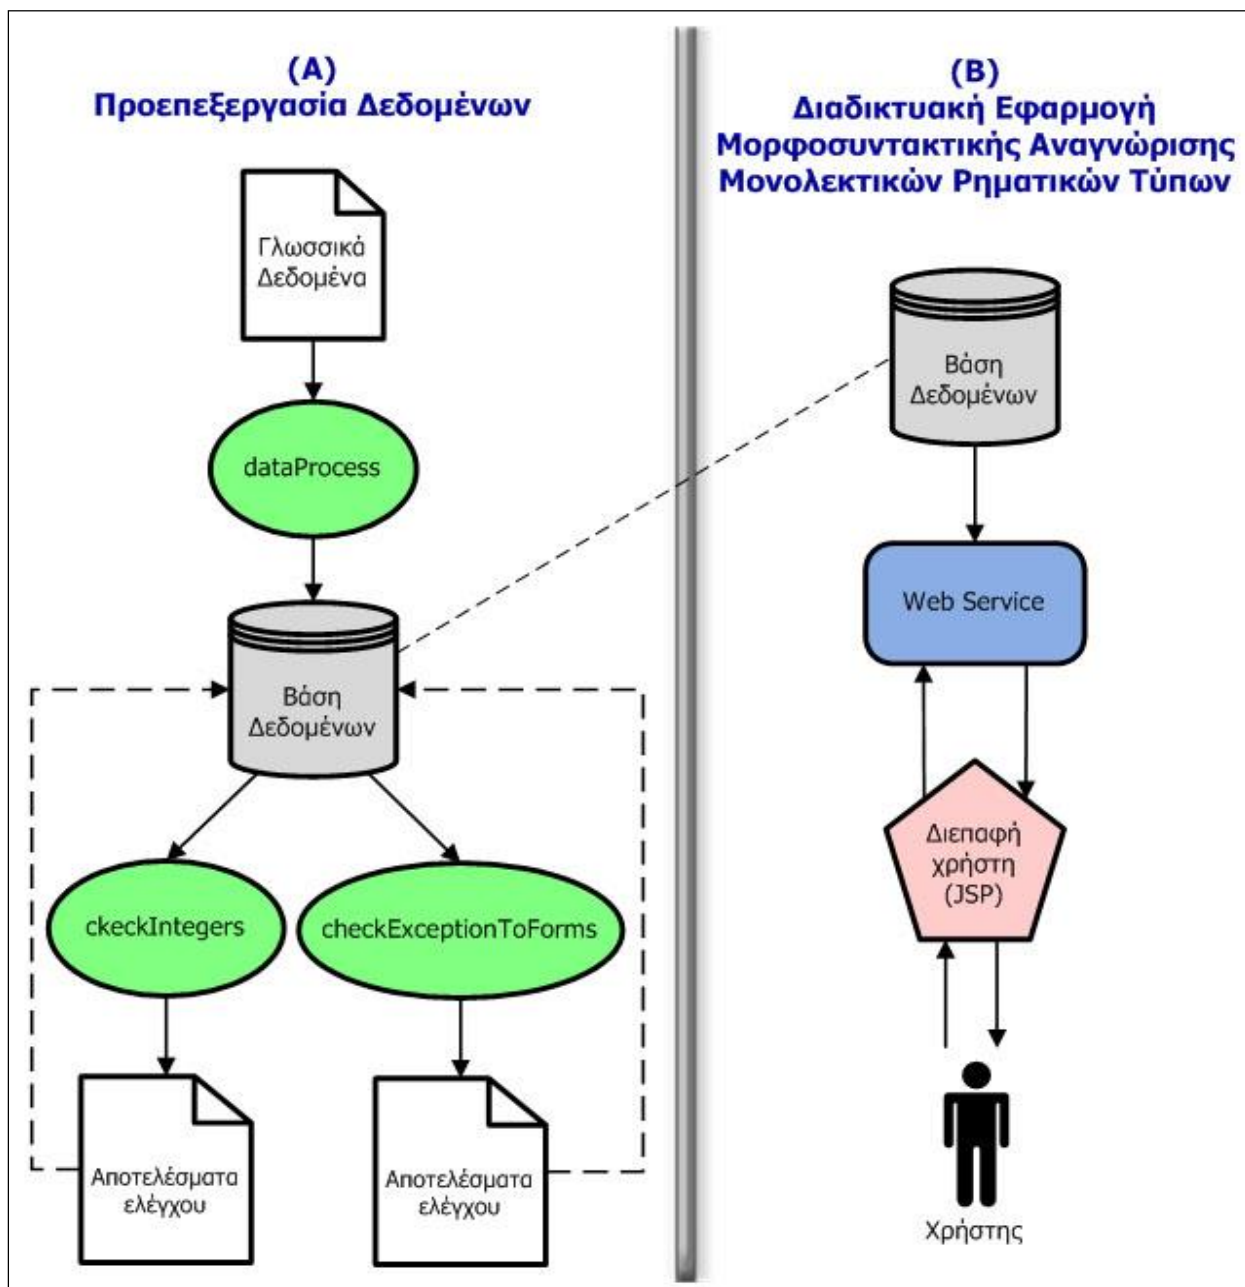 (Α)
Προεπεξεργασία Δεδομένων
Γλωσσικά
Δεδομένα
dataProcess
Βάση
Δεδομένων
ckeckIntegers
checkExceptionToForms
Αποτελέσματα
ελέγχου
Αποτελέσματα
ελέγχου
(Β)
Διαδικτυακή Εφαρμογή
Μορφοσυντακτικής Αναγνώρισης
Μονολεκτικών Ρηματικών Τύπων
Βάση
Δεδομένων
Web Service
Διεπαφή
χρήστη
(JSP)
Χρήστης